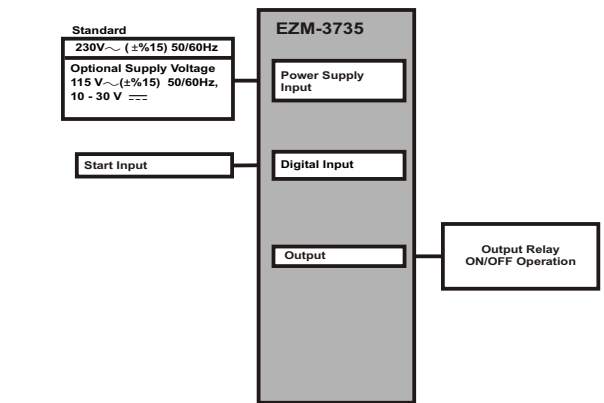 Standard
230V～ (±%15) 50/60Hz
Optional Supply Voltage
115 V～(±%15) 50/60Hz,
10 - 30 V ⎓
EZM-3735
Power Supply
Input
Start Input
Digital Input
Output
Output Relay
ON/OFF Operation